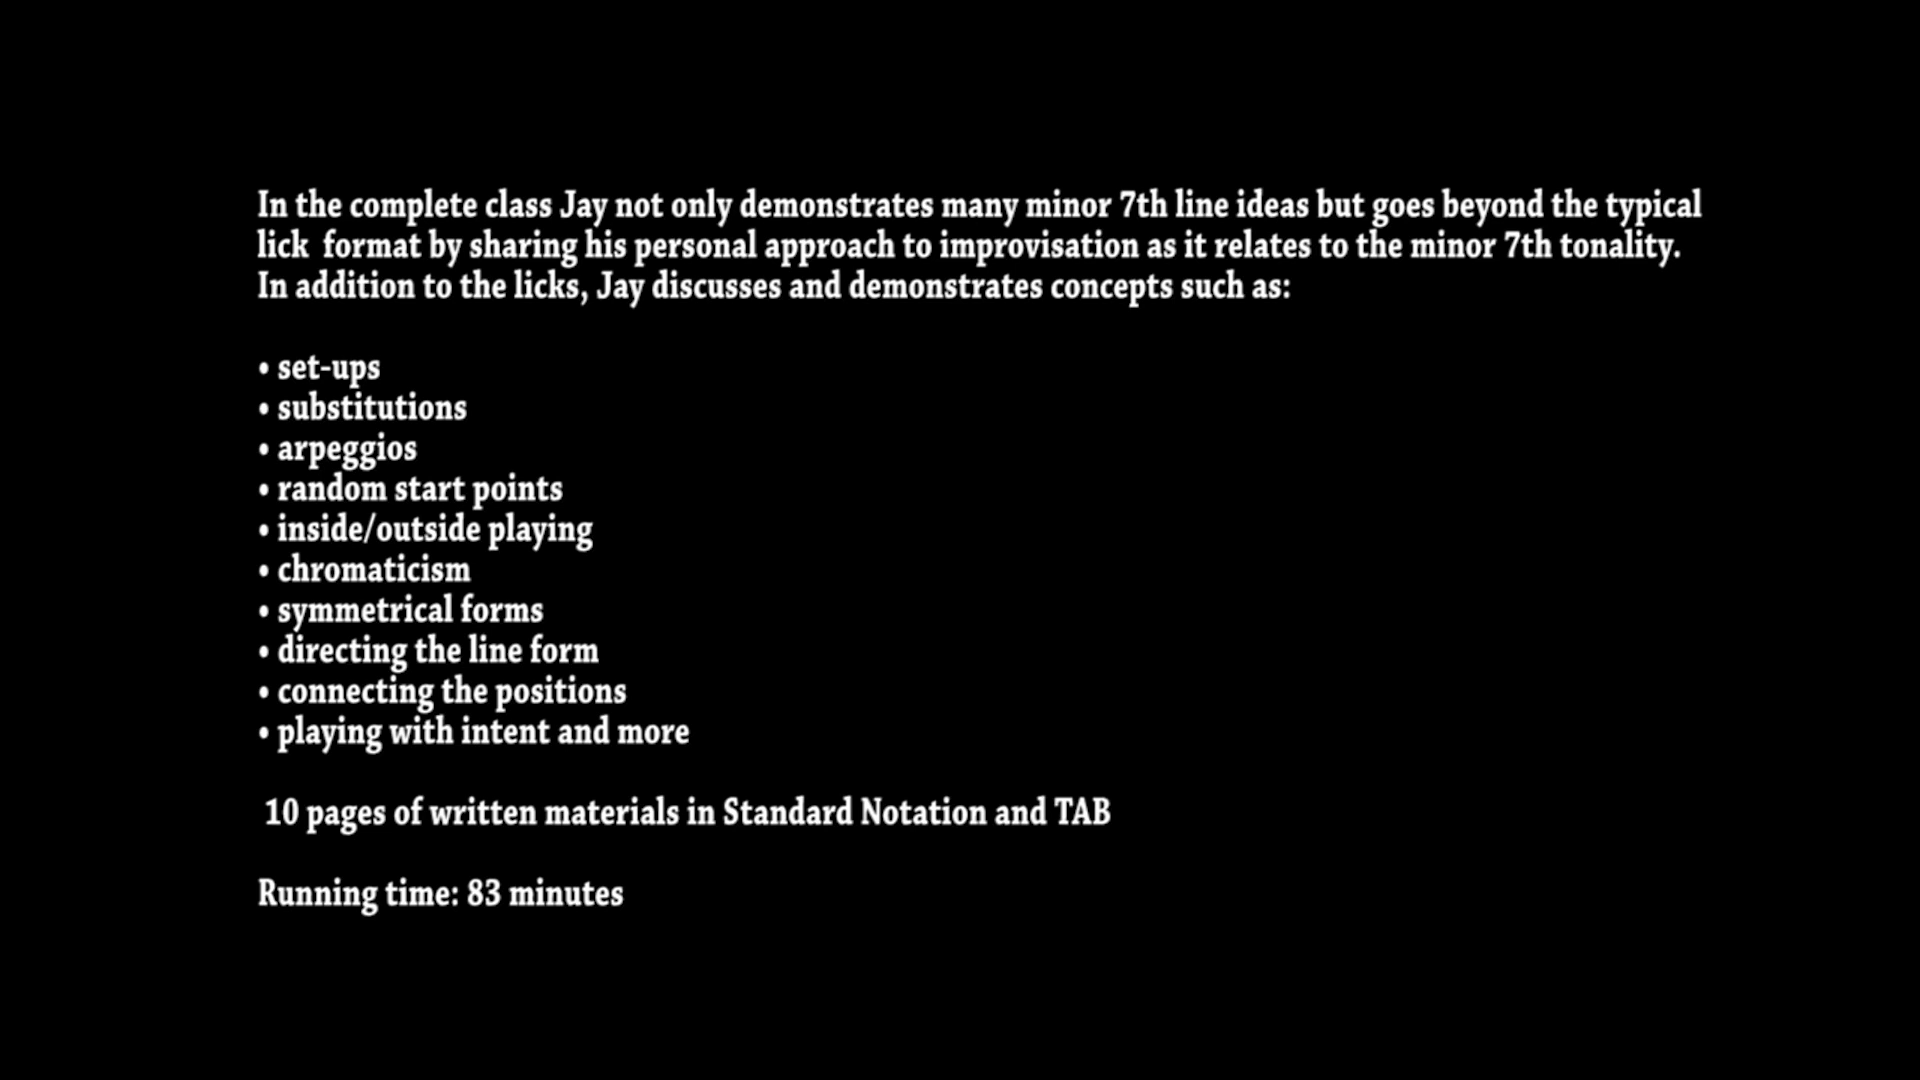 In the complete class Jay not only demonstrates many minor 7th line ideas but goes beyond the typical
lick  format by sharing his personal approach to improvisation as it relates to the minor 7th tonality.
In addition to the licks, Jay discusses and demonstrates concepts such as:
• set-ups
• substitutions
• arpeggios
• random start points
• inside/outside playing
• chromaticism
• symmetrical forms
• directing the line form
• connecting the positions
• playing with intent and more
10 pages of written materials in Standard Notation and TAB
Running time: 83 minutes